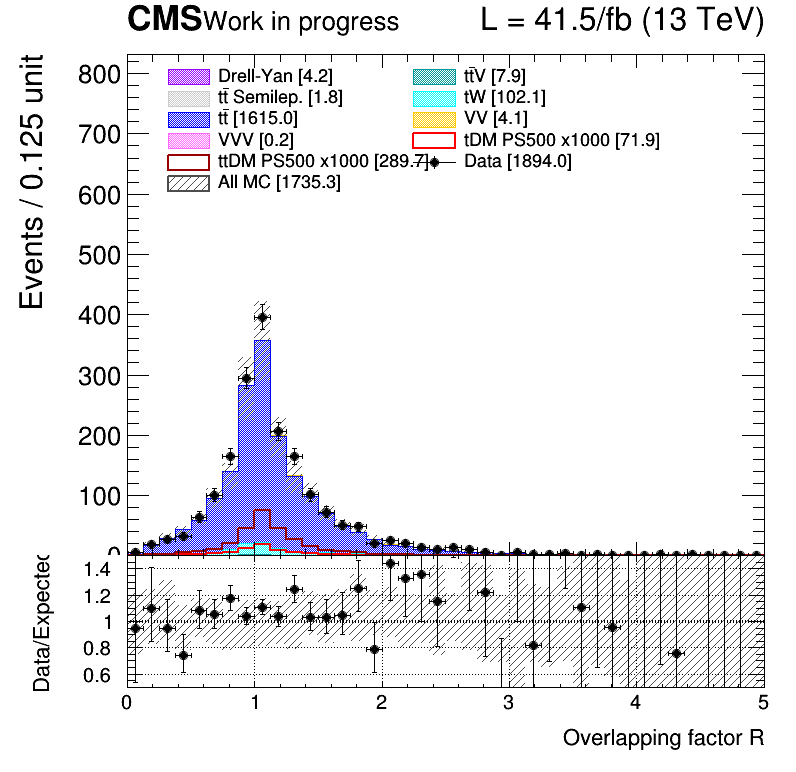 CMS Work in progress L = 41.5/fb (13 TeV)
Events / 0.125 unit
800
700
600
500
400
300
200
100
0
Drell-Yan [4.2]
tt̄ Semilep. [1.8]
tt̄ [1615.0]
VVV [0.2]
ttDM PS500 x1000 [289.7]
All MC [1735.3]
tt̄V [7.9]
tW [102.1]
VV [4.1]
tDM PS500 x1000 [71.9]
Data [1894.0]
Data/Expected
1.4
1.2
1
0.8
0.6
0 1 2 3 4 5
Overlapping factor R